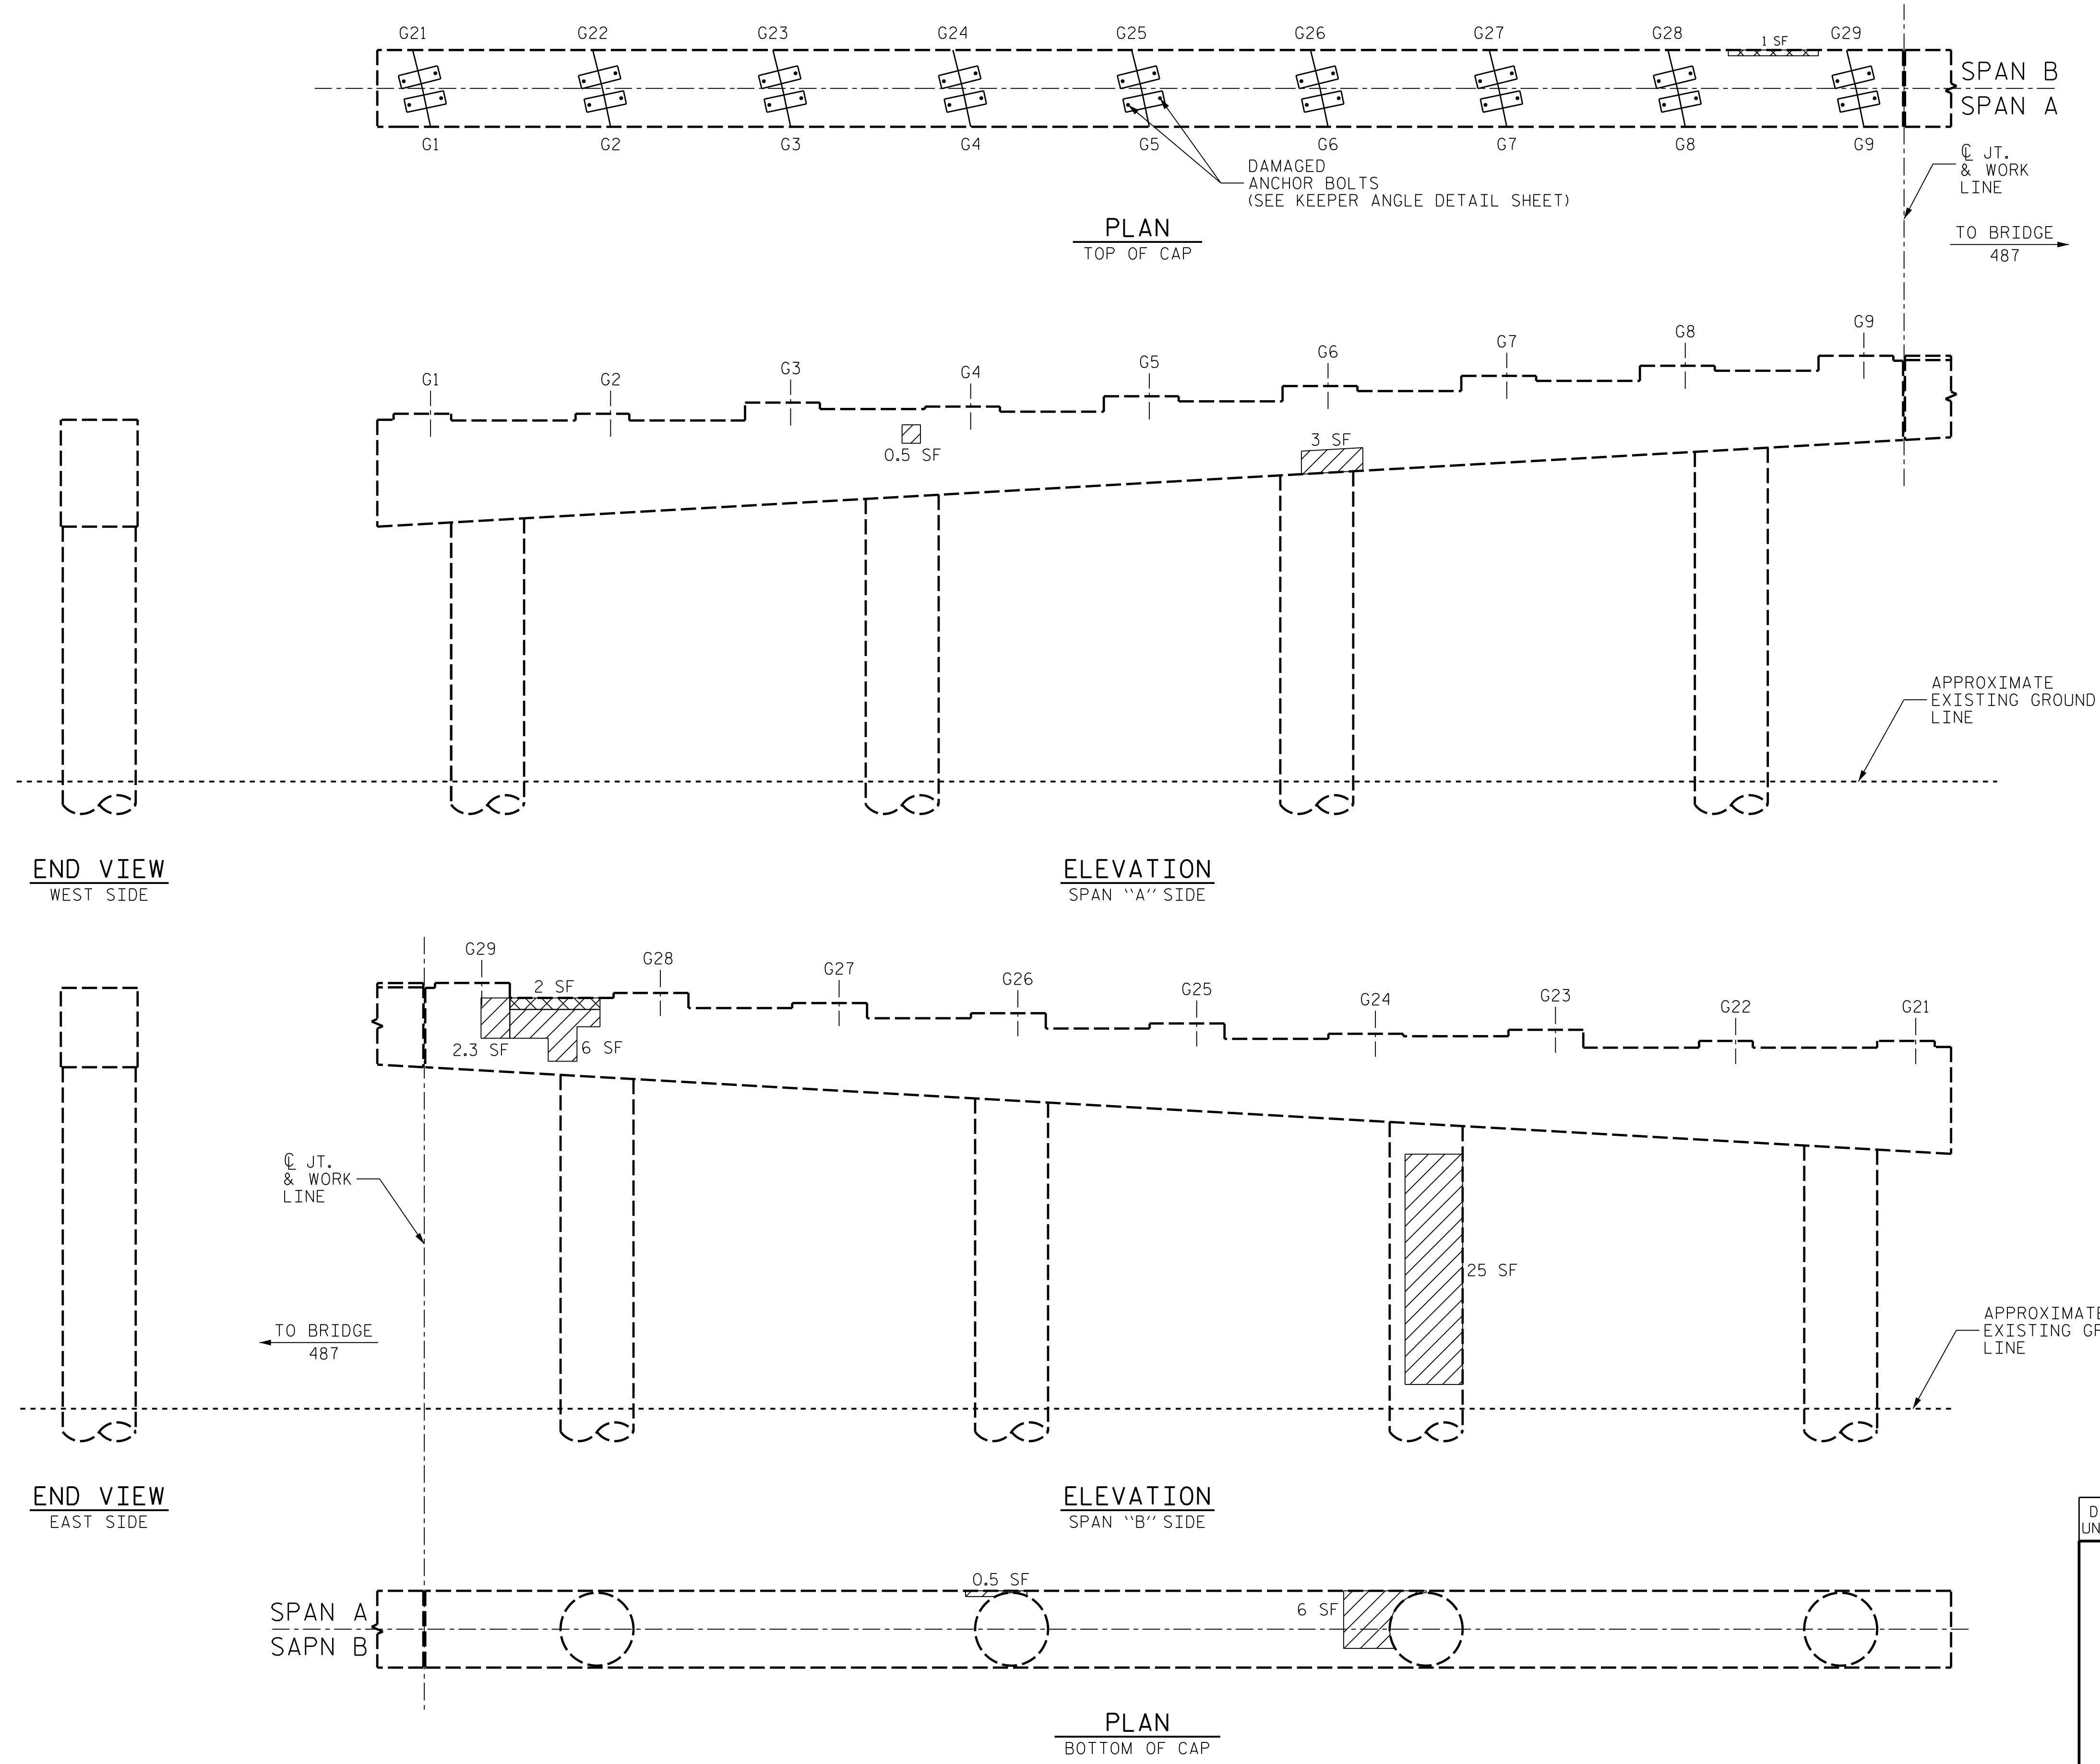 G21 G22 G23 G24 G25 G26 G27 G28 1 SF G29
SPAN B
SPAN A
G1 G2 G3 G4 G5 G6 G7 G8 G9
DAMAGED
ANCHOR BOLTS
(SEE KEEPER ANGLE DETAIL SHEET)
℄ JT.
& WORK
LINE
PLAN
TOP OF CAP
TO BRIDGE
487
G1 G2 G3 G4 G5 G6 G7 G8 G9
0.5 SF
3 SF
APPROXIMATE
EXISTING GROUND
LINE
END VIEW
WEST SIDE
ELEVATION
SPAN "A" SIDE
G29 G28 G27 G26 G25 G24 G23 G22 G21
2 SF
2.3 SF
6 SF
℄ JT.
& WORK
LINE
25 SF
TO BRIDGE
487
APPROXIMATE
EXISTING GR
LINE
END VIEW
EAST SIDE
ELEVATION
SPAN "B" SIDE
D
UN
0.5 SF
6 SF
SPAN A
SAPN B
PLAN
BOTTOM OF CAP